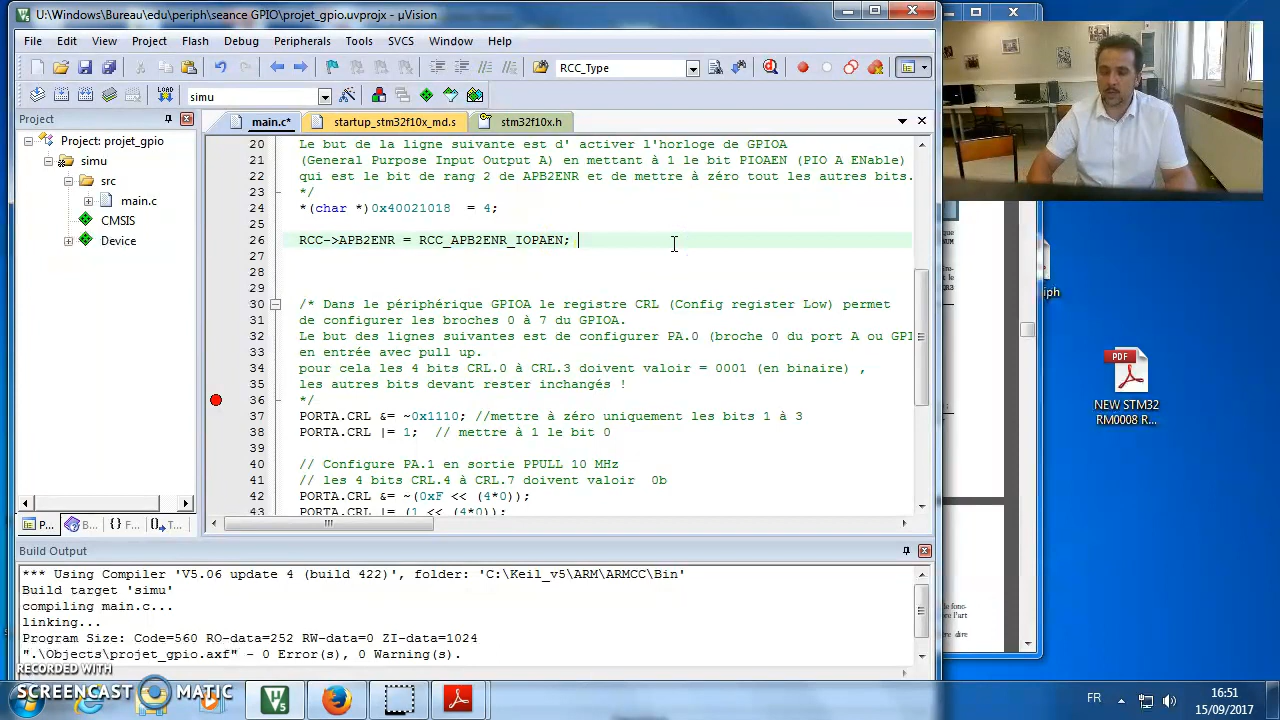 U:\Windows\Bureau\edu\periph\seance GPIO\projet_gpio.uvprojx - µVision
File Edit View Project Flash Debug Peripherals Tools SVCS Window Help
RCC_Type
LOAD simu
Project
main.c* startup_stm32f10x_md.s stm32f10x.h
Project: projet_gpio
simu
src
main.c
CMSIS
Device
20 Le but de la ligne suivante est d' activer l'horloge de GPIOA
21 (General Purpose Input Output A) en mettant à 1 le bit PIOAEN (PIO A ENable)
22 qui est le bit de rang 2 de APB2ENR et de mettre à zéro tout les autres bits.
23 */
24 *(char *)0x40021018 = 4;
25
26 RCC->APB2ENR = RCC_APB2ENR_IOPAEN;
27
28
29
30 /* Dans le périphérique GPIOA le registre CRL (Config register Low) permet
31 de configurer les broches 0 à 7 du GPIOA.
32 Le but des lignes suivantes est de configurer PA.0 (broche 0 du port A ou GPI
33 en entrée avec pull up.
34 pour cela les 4 bits CRL.0 à CRL.3 doivent valoir = 0001 (en binaire) ,
35 les autres bits devant rester inchangés !
36 */
37 PORTA.CRL &= ~0x1110; //mettre à zéro uniquement les bits 1 à 3
38 PORTA.CRL |= 1; // mettre à 1 le bit 0
39
40 // Configure PA.1 en sortie PPULL 10 MHz
41 // les 4 bits CRL.4 à CRL.7 doivent valoir 0b
42 PORTA.CRL &= ~(0xF << (4*0));
43 PORTA.CRL |= (1 << (4*0));
P... B... {} F... T...
Build Output
*** Using Compiler 'V5.06 update 4 (build 422)', folder: 'C:\Keil_v5\ARM\ARMCC\Bin'
Build target 'simu'
compiling main.c...
linking...
Program Size: Code=560 RO-data=252 RW-data=0 ZI-data=1024
".\Objects\projet_gpio.axf" - 0 Error(s), 0 Warning(s).
iph
PDF
NEW STM32
RM0008 R...
RECORDED WITH
SCREENCAST MATIC
FR
16:51
15/09/2017